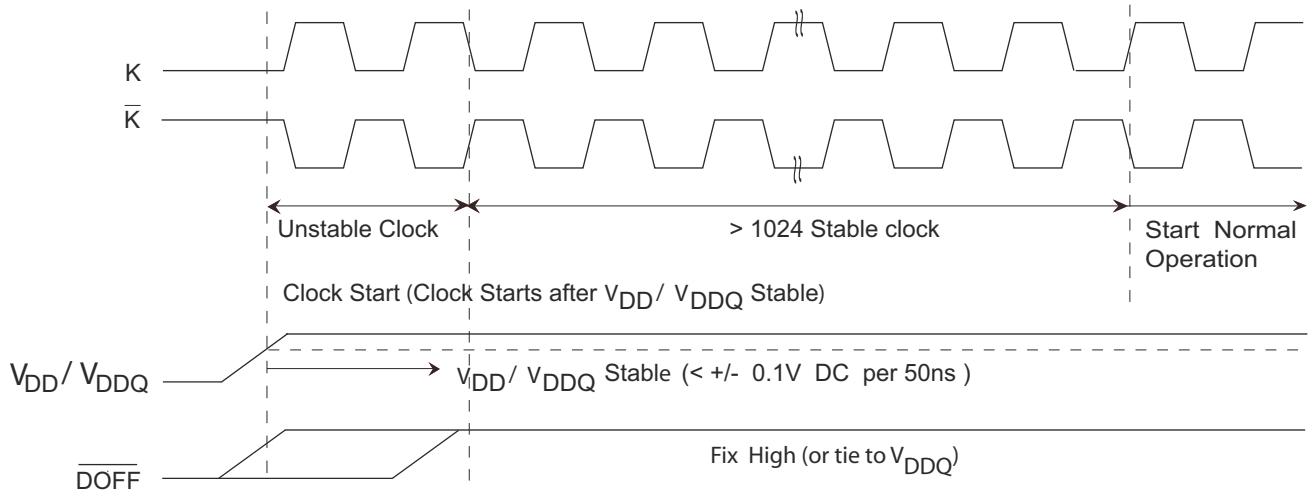 K
K̅
Unstable Clock
> 1024 Stable clock
Start Normal
Operation
Clock Start (Clock Starts after VDD / VDDQ Stable)
VDD / VDDQ
VDD / VDDQ Stable (< +/- 0.1V DC per 50ns )
Fix High (or tie to VDDQ)
D̅O̅F̅F̅